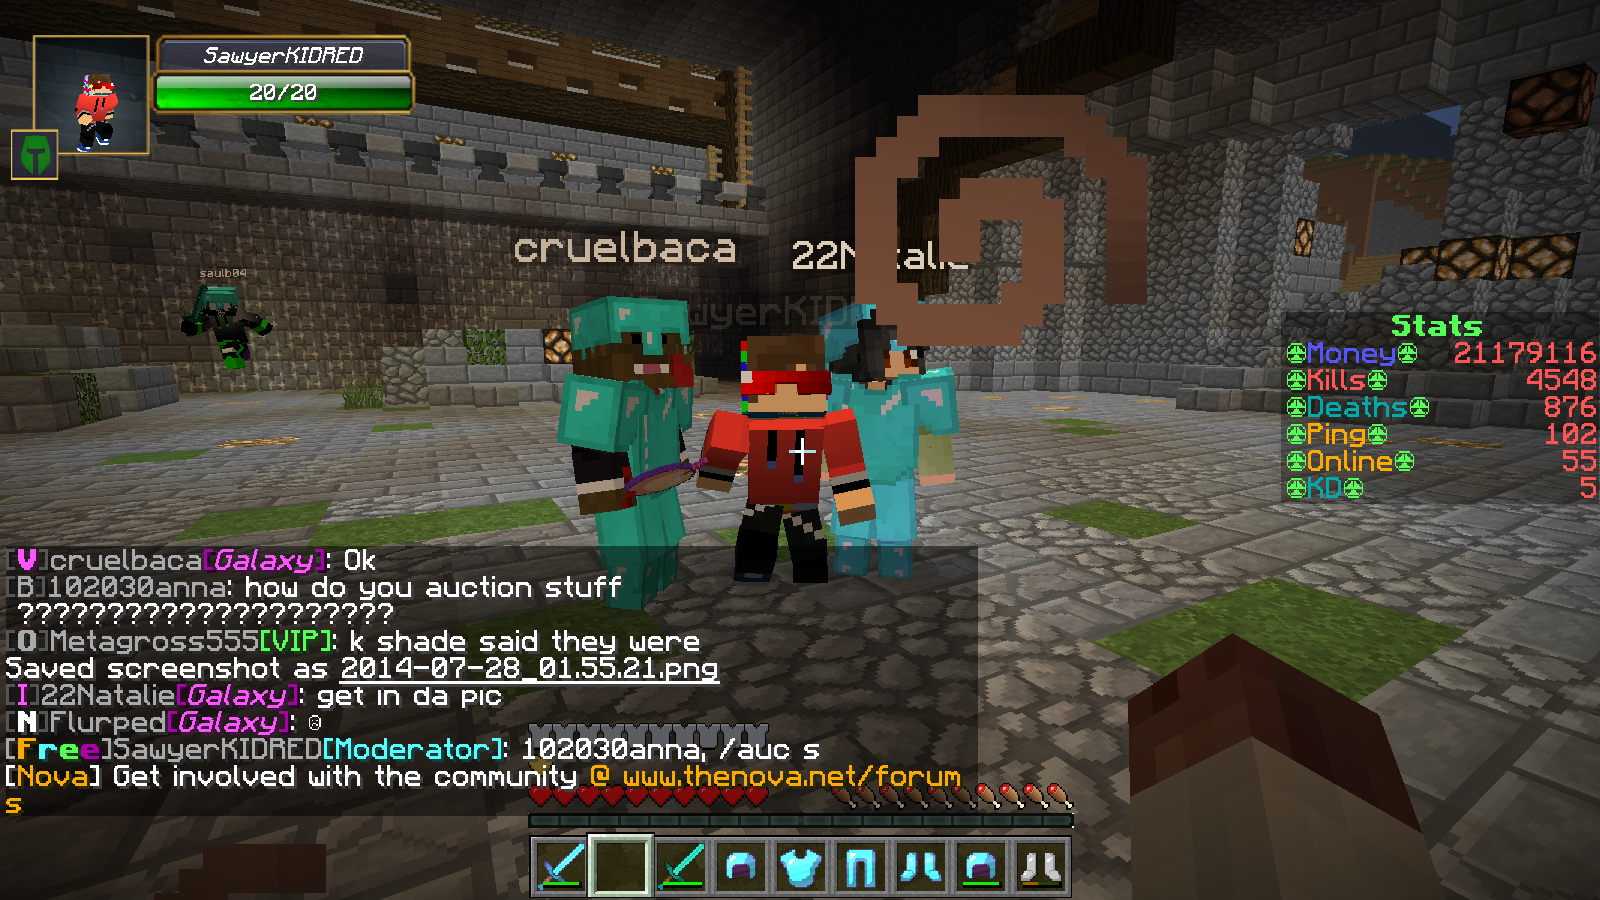 SawyerKIDRED
20/20
cruelbaca
saulb04
Stats
Money 21179116
Kills 4548
Deaths 876
Ping 102
Online 55
KD 5
[V]cruelbaca[Galaxy]: Ok
[B]102030anna: how do you auction stuff
?????????????????????
[O]Metagross555[VIP]: k shade said they were
Saved screenshot as 2014-07-28_01.55.21.png
[I]22Natalie[Galaxy]: get in da pic
[N]Flurped[Galaxy]: @
[Free]SawyerKIDRED[Moderator]: 102030anna, /auc s
[Nova] Get involved with the community @ www.thenova.net/forum
s